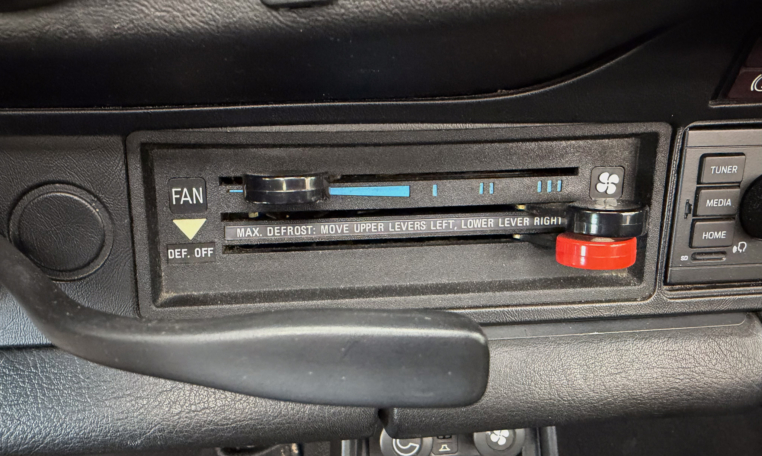 FAN
MAX. DEFROST: MOVE UPPER LEVERS LEFT, LOWER LEVER RIGHT
DEF. OFF
TUNER
MEDIA
HOME